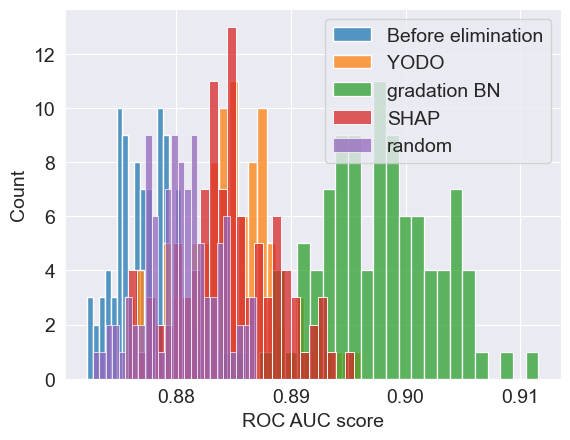 Before elimination
YODO
gradation BN
SHAP
random
Count
12
10
8
6
4
2
0
0.88
0.89
0.90
0.91
ROC AUC score